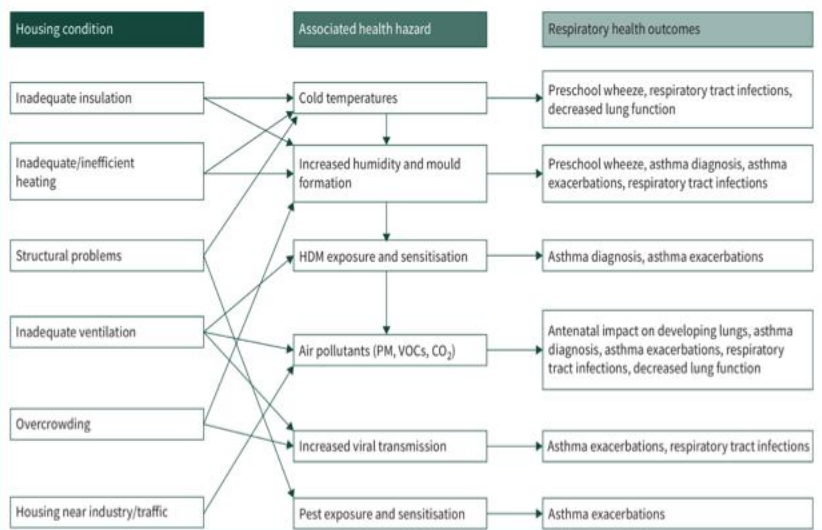 Housing condition
Associated health hazard
Respiratory health outcomes
Inadequate insulation
Cold temperatures
Preschool wheeze, respiratory tract infections,
decreased lung function
Inadequate/inefficient
heating
Increased humidity and mould
formation
Preschool wheeze, asthma diagnosis, asthma
exacerbations, respiratory tract infections
Structural problems
HDM exposure and sensitisation
Asthma diagnosis, asthma exacerbations
Inadequate ventilation
Air pollutants (PM, VOCs, CO₂)
Antenatal impact on developing lungs, asthma
diagnosis, asthma exacerbations, respiratory
tract infections, decreased lung function
Overcrowding
Increased viral transmission
Asthma exacerbations, respiratory tract infections
Housing near industry/traffic
Pest exposure and sensitisation
Asthma exacerbations